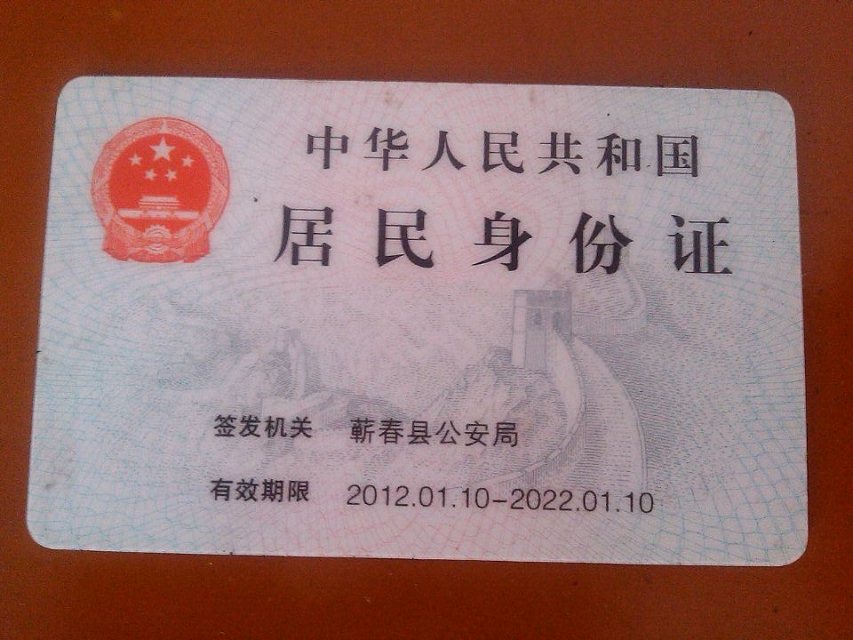 中华人民共和国
居民身份证
签发机关 蕲春县公安局
有效期限 2012.01.10-2022.01.10